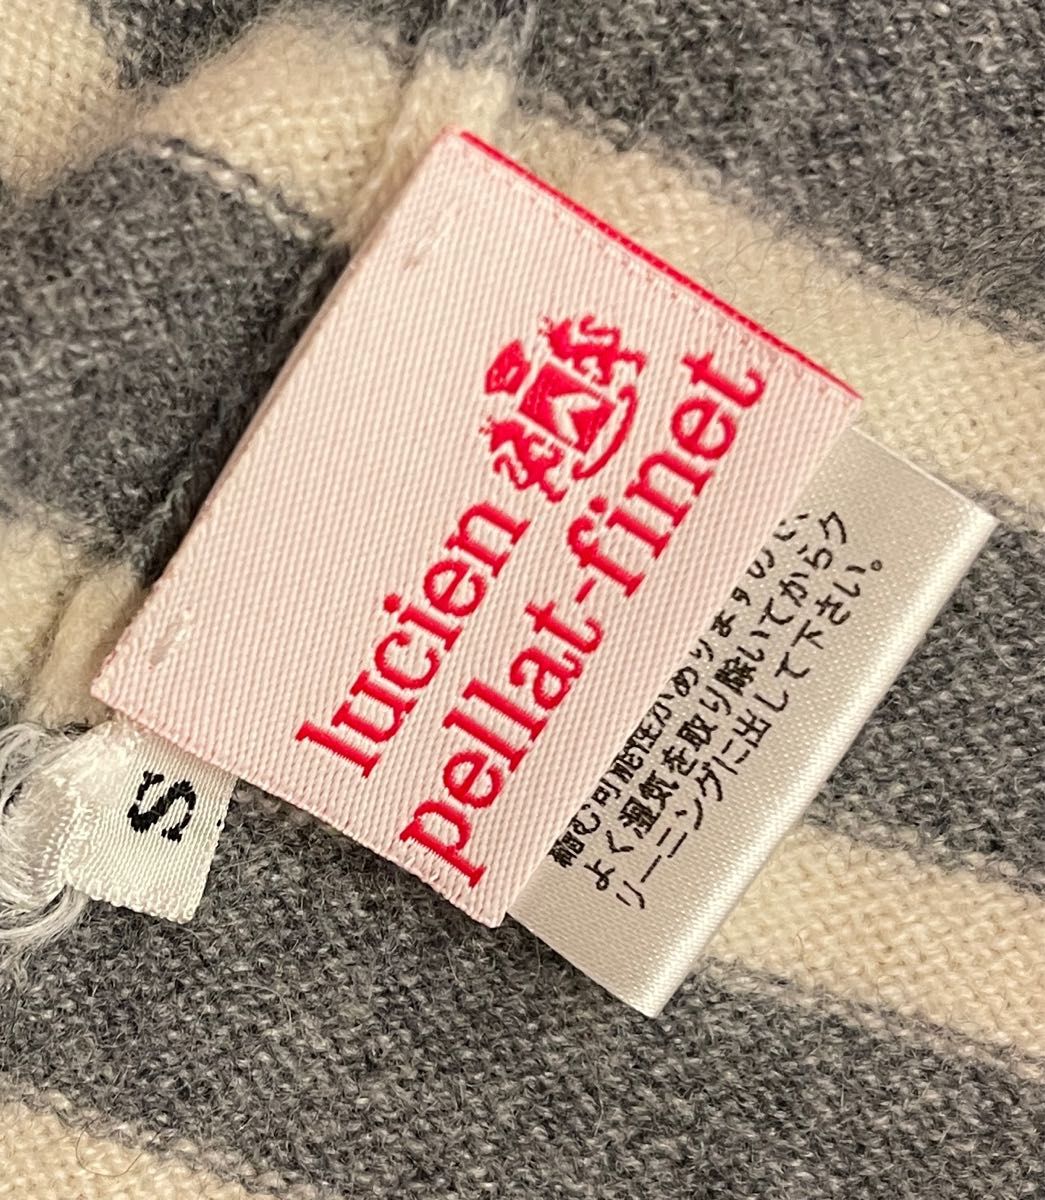 lucien
pellat-finet
S
縮む可能性がありますので、
よく湿気を取り除いてからク
リーニングに出して下さい。